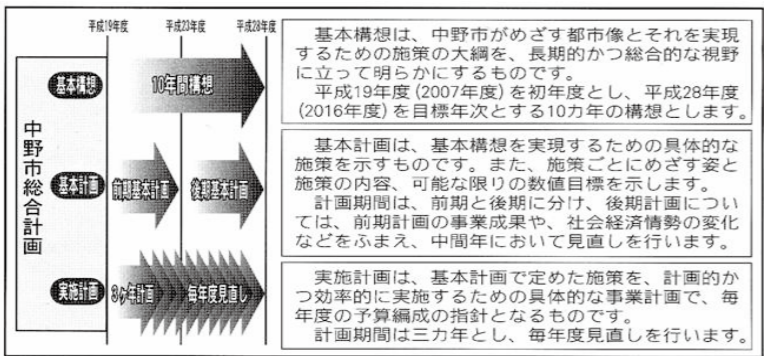 平成19年度 平成23年度 平成28年度
中野市総合計画
基本構想
10年間構想
基本構想は、中野市がめざす都市像とそれを実現
するための施策の大綱を、長期的かつ総合的な視野
に立って明らかにするものです。
平成19年度(2007年度)を初年度とし、平成28年度
(2016年度)を目標年次とする10カ年の構想とします。
基本計画
前期基本計画 後期基本計画
基本計画は、基本構想を実現するための具体的な
施策を示すものです。また、施策ごとにめざす姿と
施策の内容、可能な限りの数値目標を示します。
計画期間は、前期と後期に分け、後期計画につい
ては、前期計画の事業成果や、社会経済情勢の変化
などをふまえ、中間年において見直しを行います。
実施計画
3ヶ年計画 毎年度見直し
実施計画は、基本計画で定めた施策を、計画的か
つ効率的に実施するための具体的な事業計画で、毎
年度の予算編成の指針となるものです。
計画期間は三カ年とし、毎年度見直しを行います。